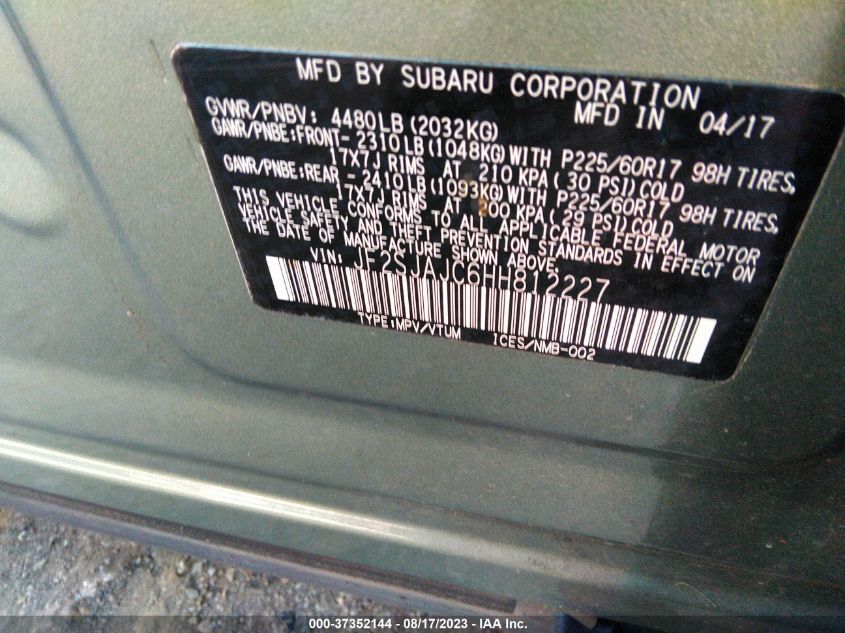 MFD BY SUBARU CORPORATION
MFD IN 04/17
GVWR/PNBV: 4480LB(2032KG)
GAWR/PNBE:FRONT-2310LB(1048KG)WITH P225/60R17 98H TIRES,
17X7J RIMS AT 210 KPA(30 PSI)COLD
GAWR/PNBE:REAR -2410LB(1093KG)WITH P225/60R17 98H TIRES,
17X7J RIMS AT 200 KPA(29 PSI)COLD
THIS VEHICLE CONFORMS TO ALL APPLICABLE FEDERAL MOTOR
VEHICLE SAFETY AND THEFT PREVENTION STANDARDS IN EFFECT ON
THE DATE OF MANUFACTURE SHOWN ABOVE.
VIN: JF2SJAJC6HH812227
TYPE:MPV/VTUM ICES/NMB-002
000-37352144 - 08/17/2023 - IAA Inc.